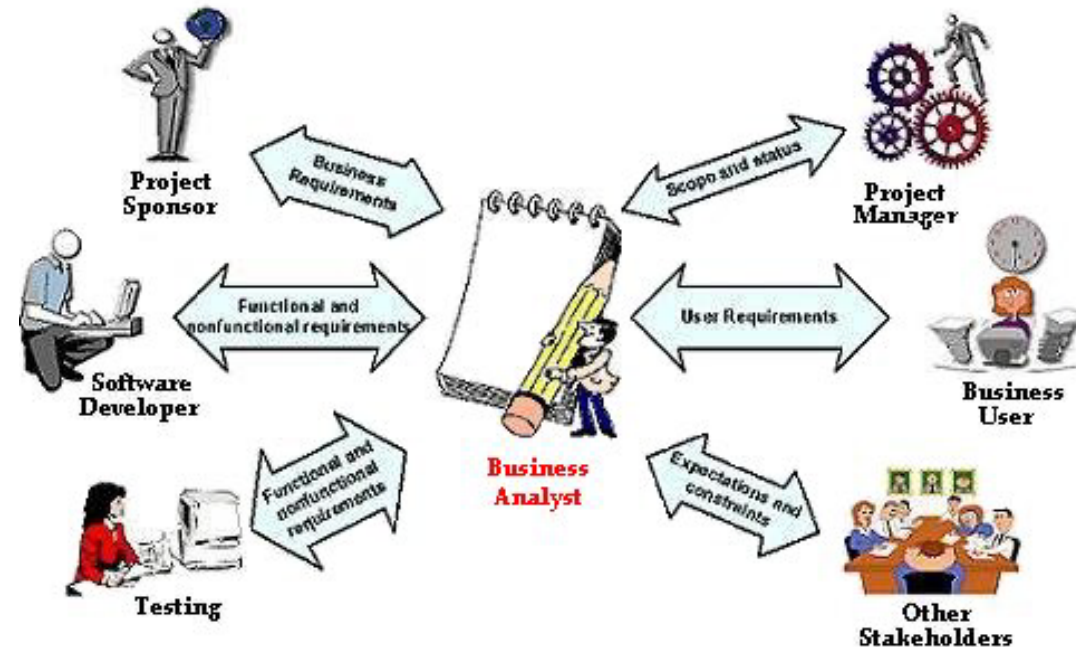 Project
Sponsor
Business
Requirements
Scope and status
Project
Manager
Software
Developer
Functional and
nonfunctional requirements
User Requirements
Business
User
Testing
Functional and
nonfunctional
requirements
Business
Analyst
Expectations and
constraints
Other
Stakeholders